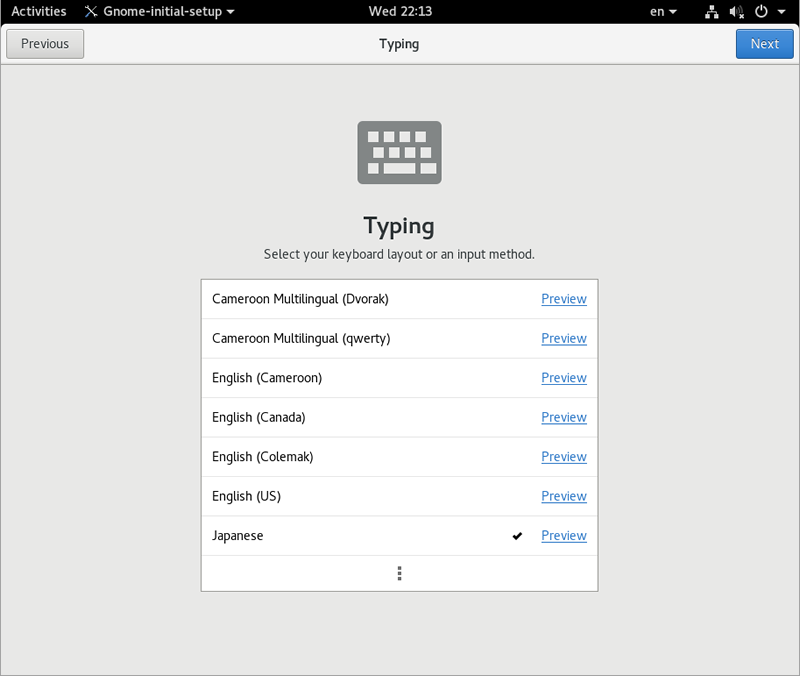 Activities Gnome-initial-setup Wed 22:13 en
Previous Typing Next
Typing
Select your keyboard layout or an input method.
Cameroon Multilingual (Dvorak) Preview
Cameroon Multilingual (qwerty) Preview
English (Cameroon) Preview
English (Canada) Preview
English (Colemak) Preview
English (US) Preview
Japanese Preview